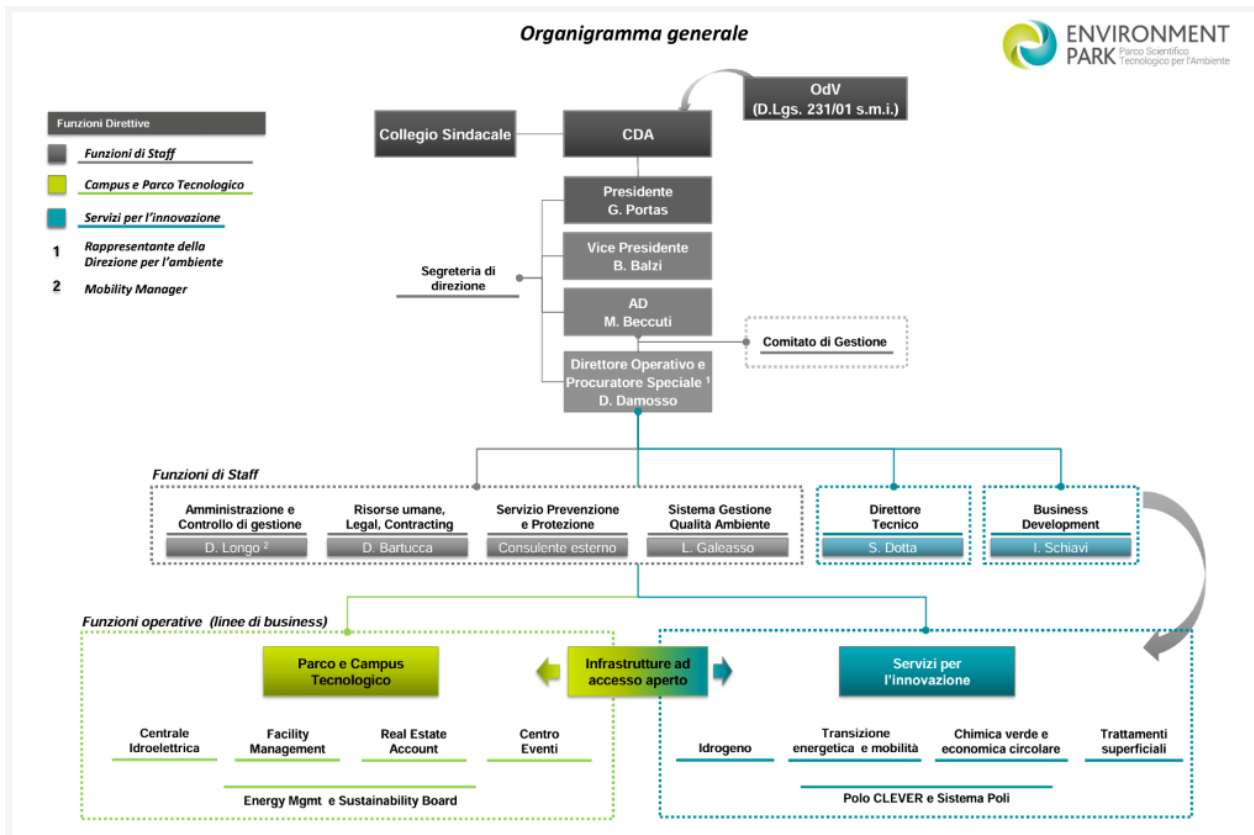 Organigramma generale
ENVIRONMENT
PARK
Parco Scientifico
Tecnologico per l'Ambiente
OdV
(D.Lgs. 231/01 s.m.i.)
Collegio Sindacale
CDA
Funzioni Direttive
Funzioni di Staff
Campus e Parco Tecnologico
Servizi per l'innovazione
1 Rappresentante della
Direzione per l'ambiente
2 Mobility Manager
Presidente
G. Portas
Vice Presidente
B. Balzi
Segreteria di
direzione
AD
M. Beccuti
Comitato di Gestione
Direttore Operativo e
Procuratore Speciale ¹
D. Damosso
Funzioni di Staff
Amministrazione e
Controllo di gestione
D. Longo ²
Risorse umane,
Legal, Contracting
D. Bartucca
Servizio Prevenzione
e Protezione
Consulente esterno
Sistema Gestione
Qualità Ambiente
L. Galeasso
Direttore
Tecnico
S. Dotta
Business
Development
I. Schiavi
Funzioni operative (linee di business)
Parco e Campus
Tecnologico
Infrastrutture ad
accesso aperto
Servizi per
l'innovazione
Centrale
Idroelettrica
Facility
Management
Real Estate
Account
Centro
Eventi
Energy Mgmt e Sustainability Board
Idrogeno
Transizione
energetica e mobilità
Chimica verde e
economica circolare
Trattamenti
superficiali
Polo CLEVER e Sistema Poli